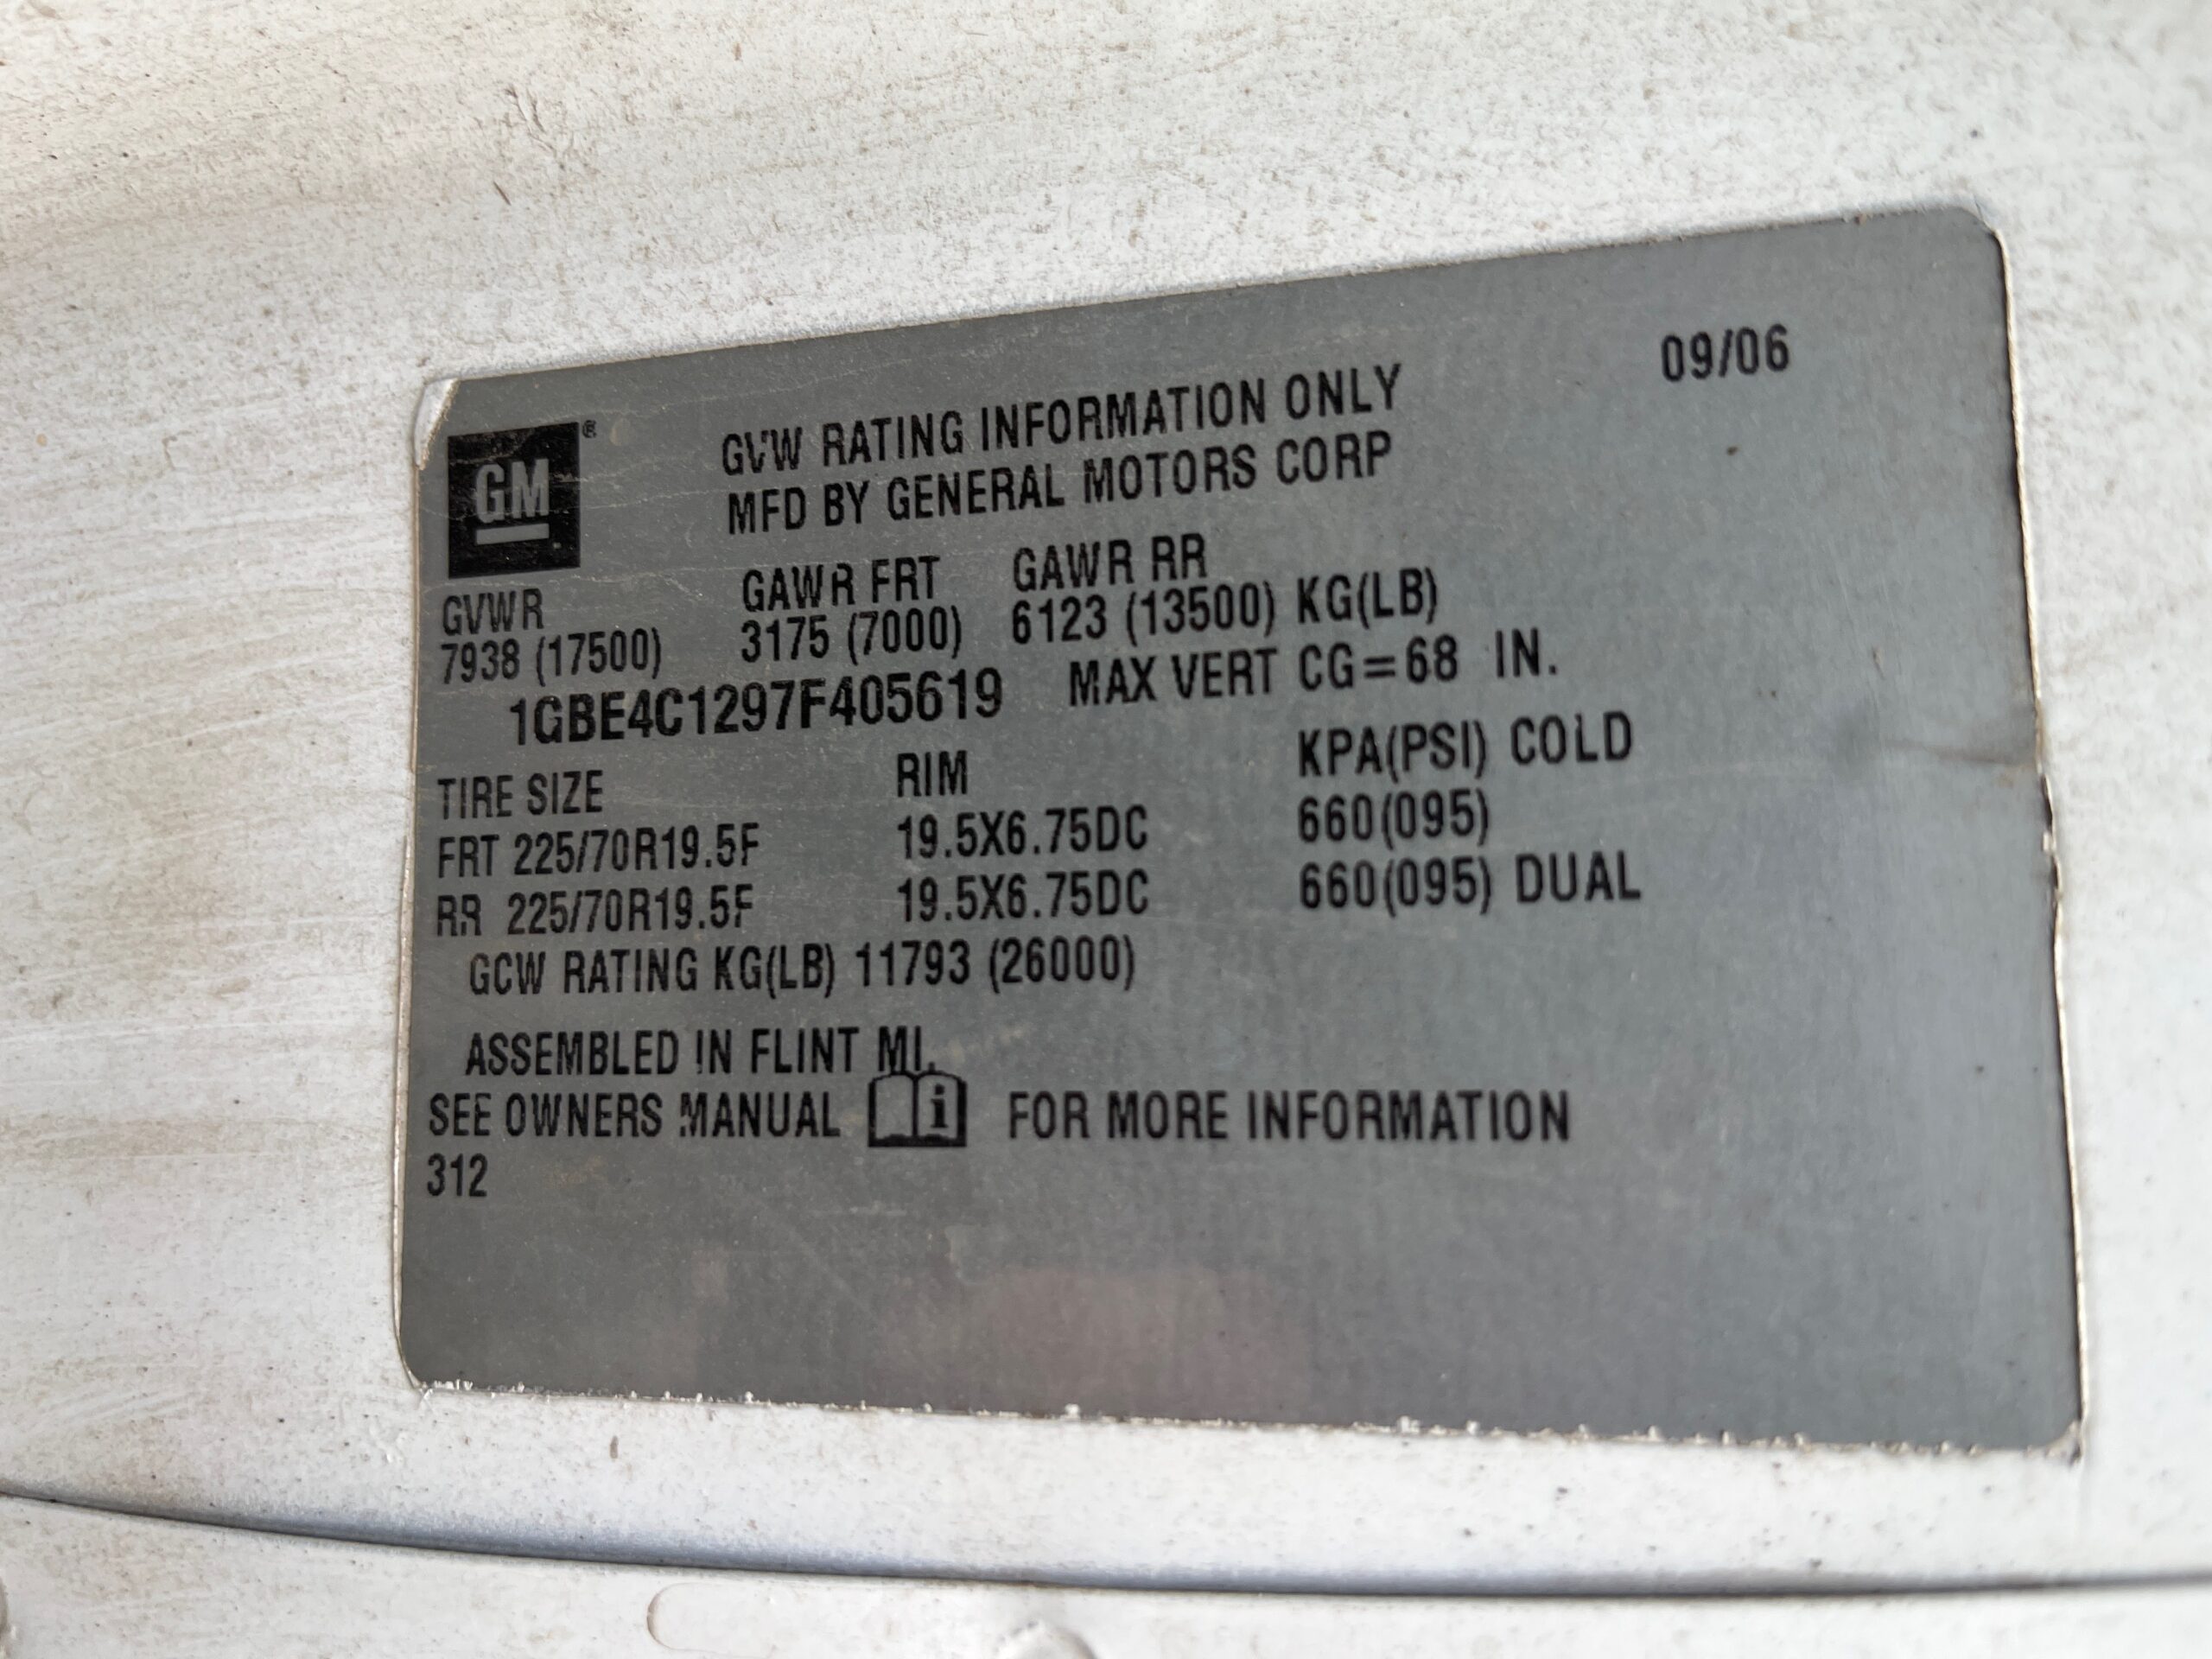 09/06
GM®
GVW RATING INFORMATION ONLY
MFD BY GENERAL MOTORS CORP
GVWR GAWR FRT GAWR RR
7938 (17500) 3175 (7000) 6123 (13500) KG(LB)
1GBE4C1297F405619 MAX VERT CG=68 IN.
TIRE SIZE RIM KPA(PSI) COLD
FRT 225/70R19.5F 19.5X6.75DC 660(095)
RR 225/70R19.5F 19.5X6.75DC 660(095) DUAL
GCW RATING KG(LB) 11793 (26000)
ASSEMBLED IN FLINT MI.
SEE OWNERS MANUAL i FOR MORE INFORMATION
312